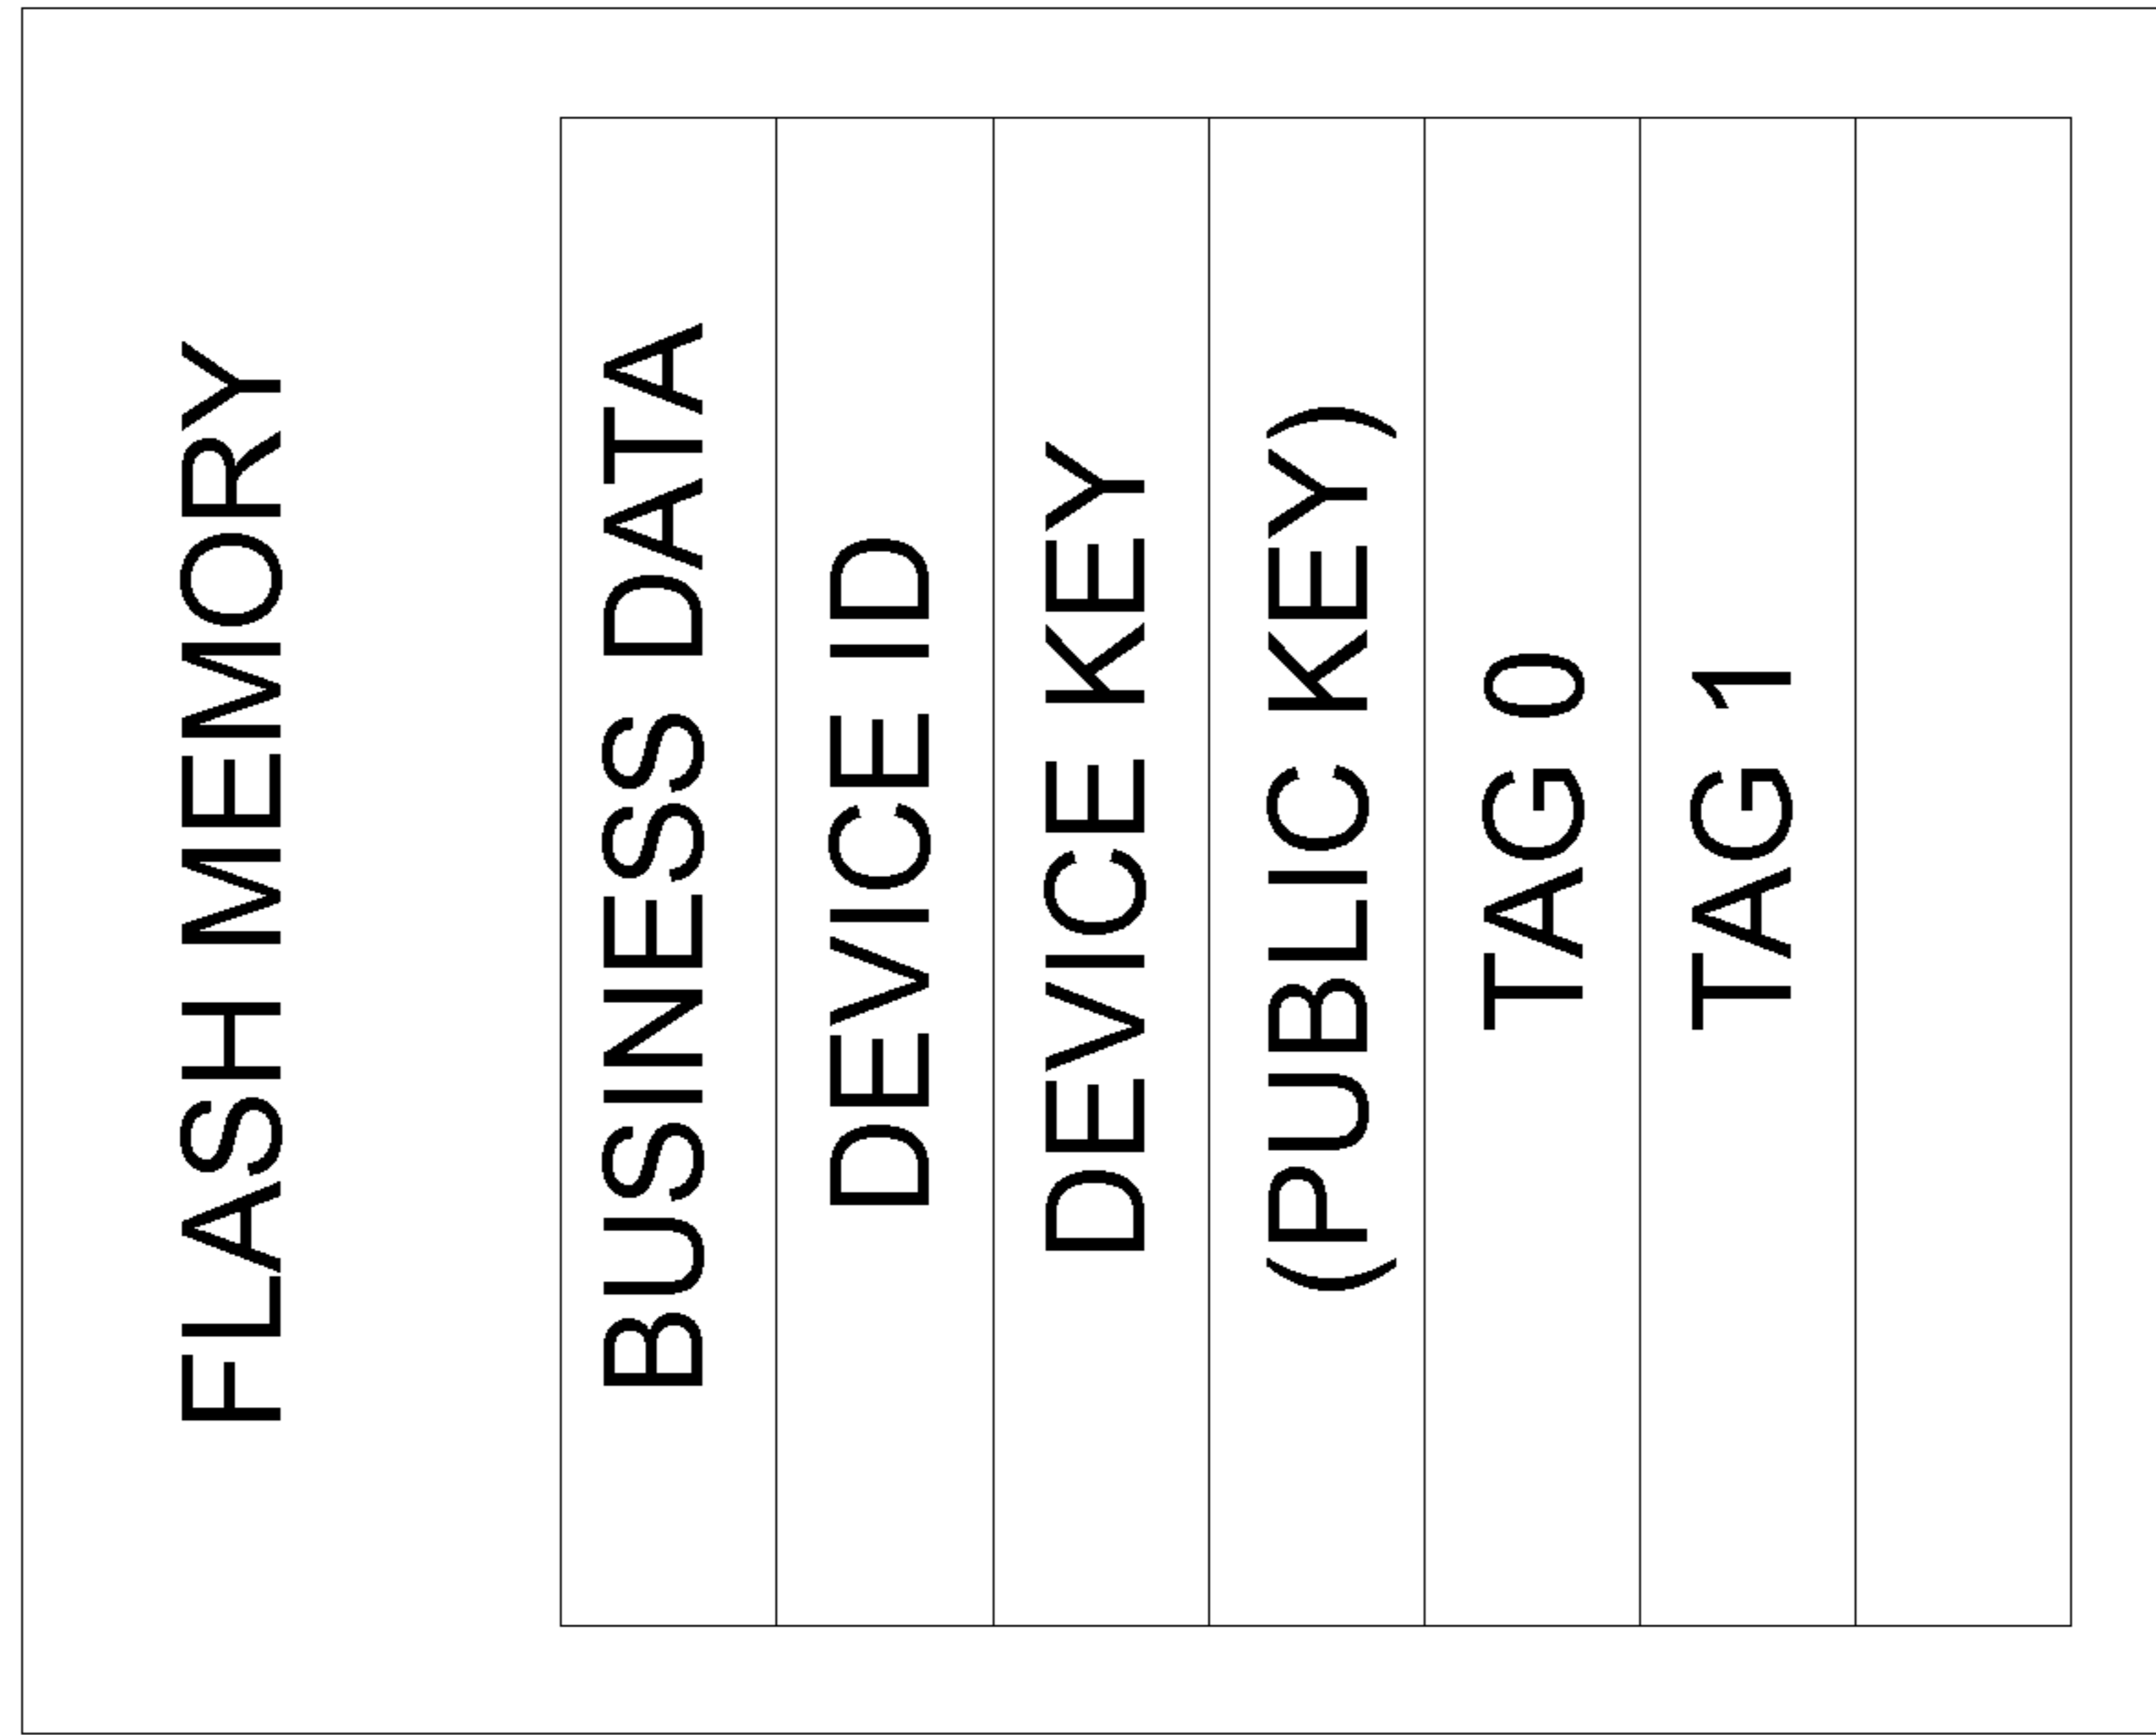 FLASH MEMORY
BUSINESS DATA
DEVICE ID
DEVICE KEY
(PUBLIC KEY)
TAG 0
TAG 1